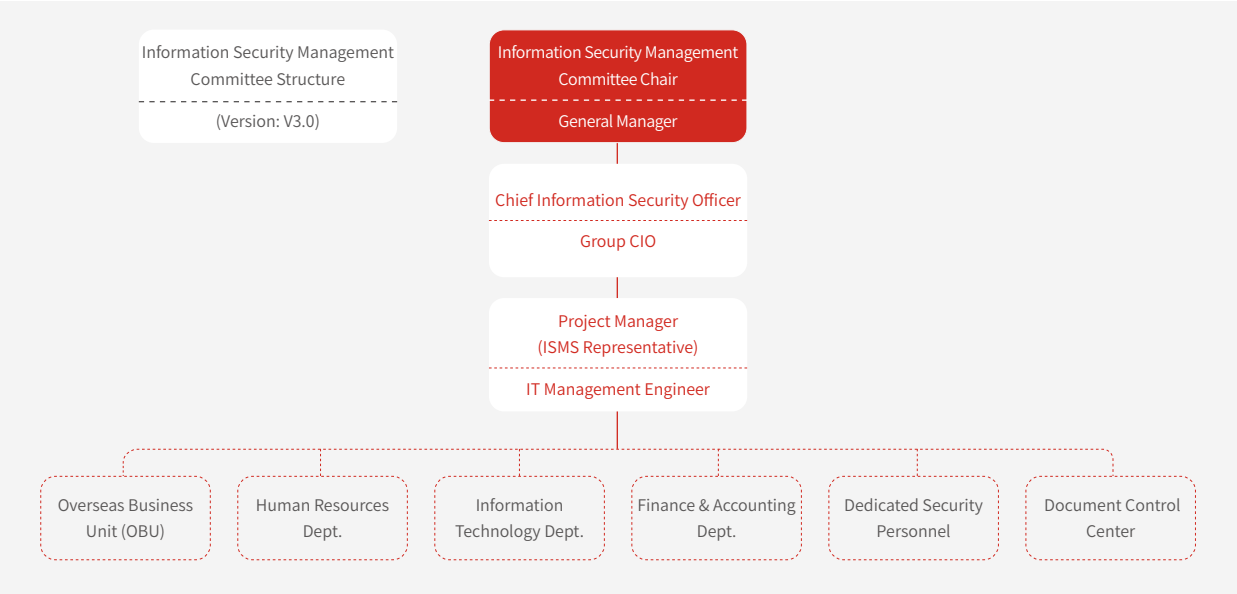 Information Security Management
Committee Structure
(Version: V3.0)
Information Security Management
Committee Chair
General Manager
Chief Information Security Officer
Group CIO
Project Manager
(ISMS Representative)
IT Management Engineer
Overseas Business
Unit (OBU)
Human Resources
Dept.
Information
Technology Dept.
Finance & Accounting
Dept.
Dedicated Security
Personnel
Document Control
Center